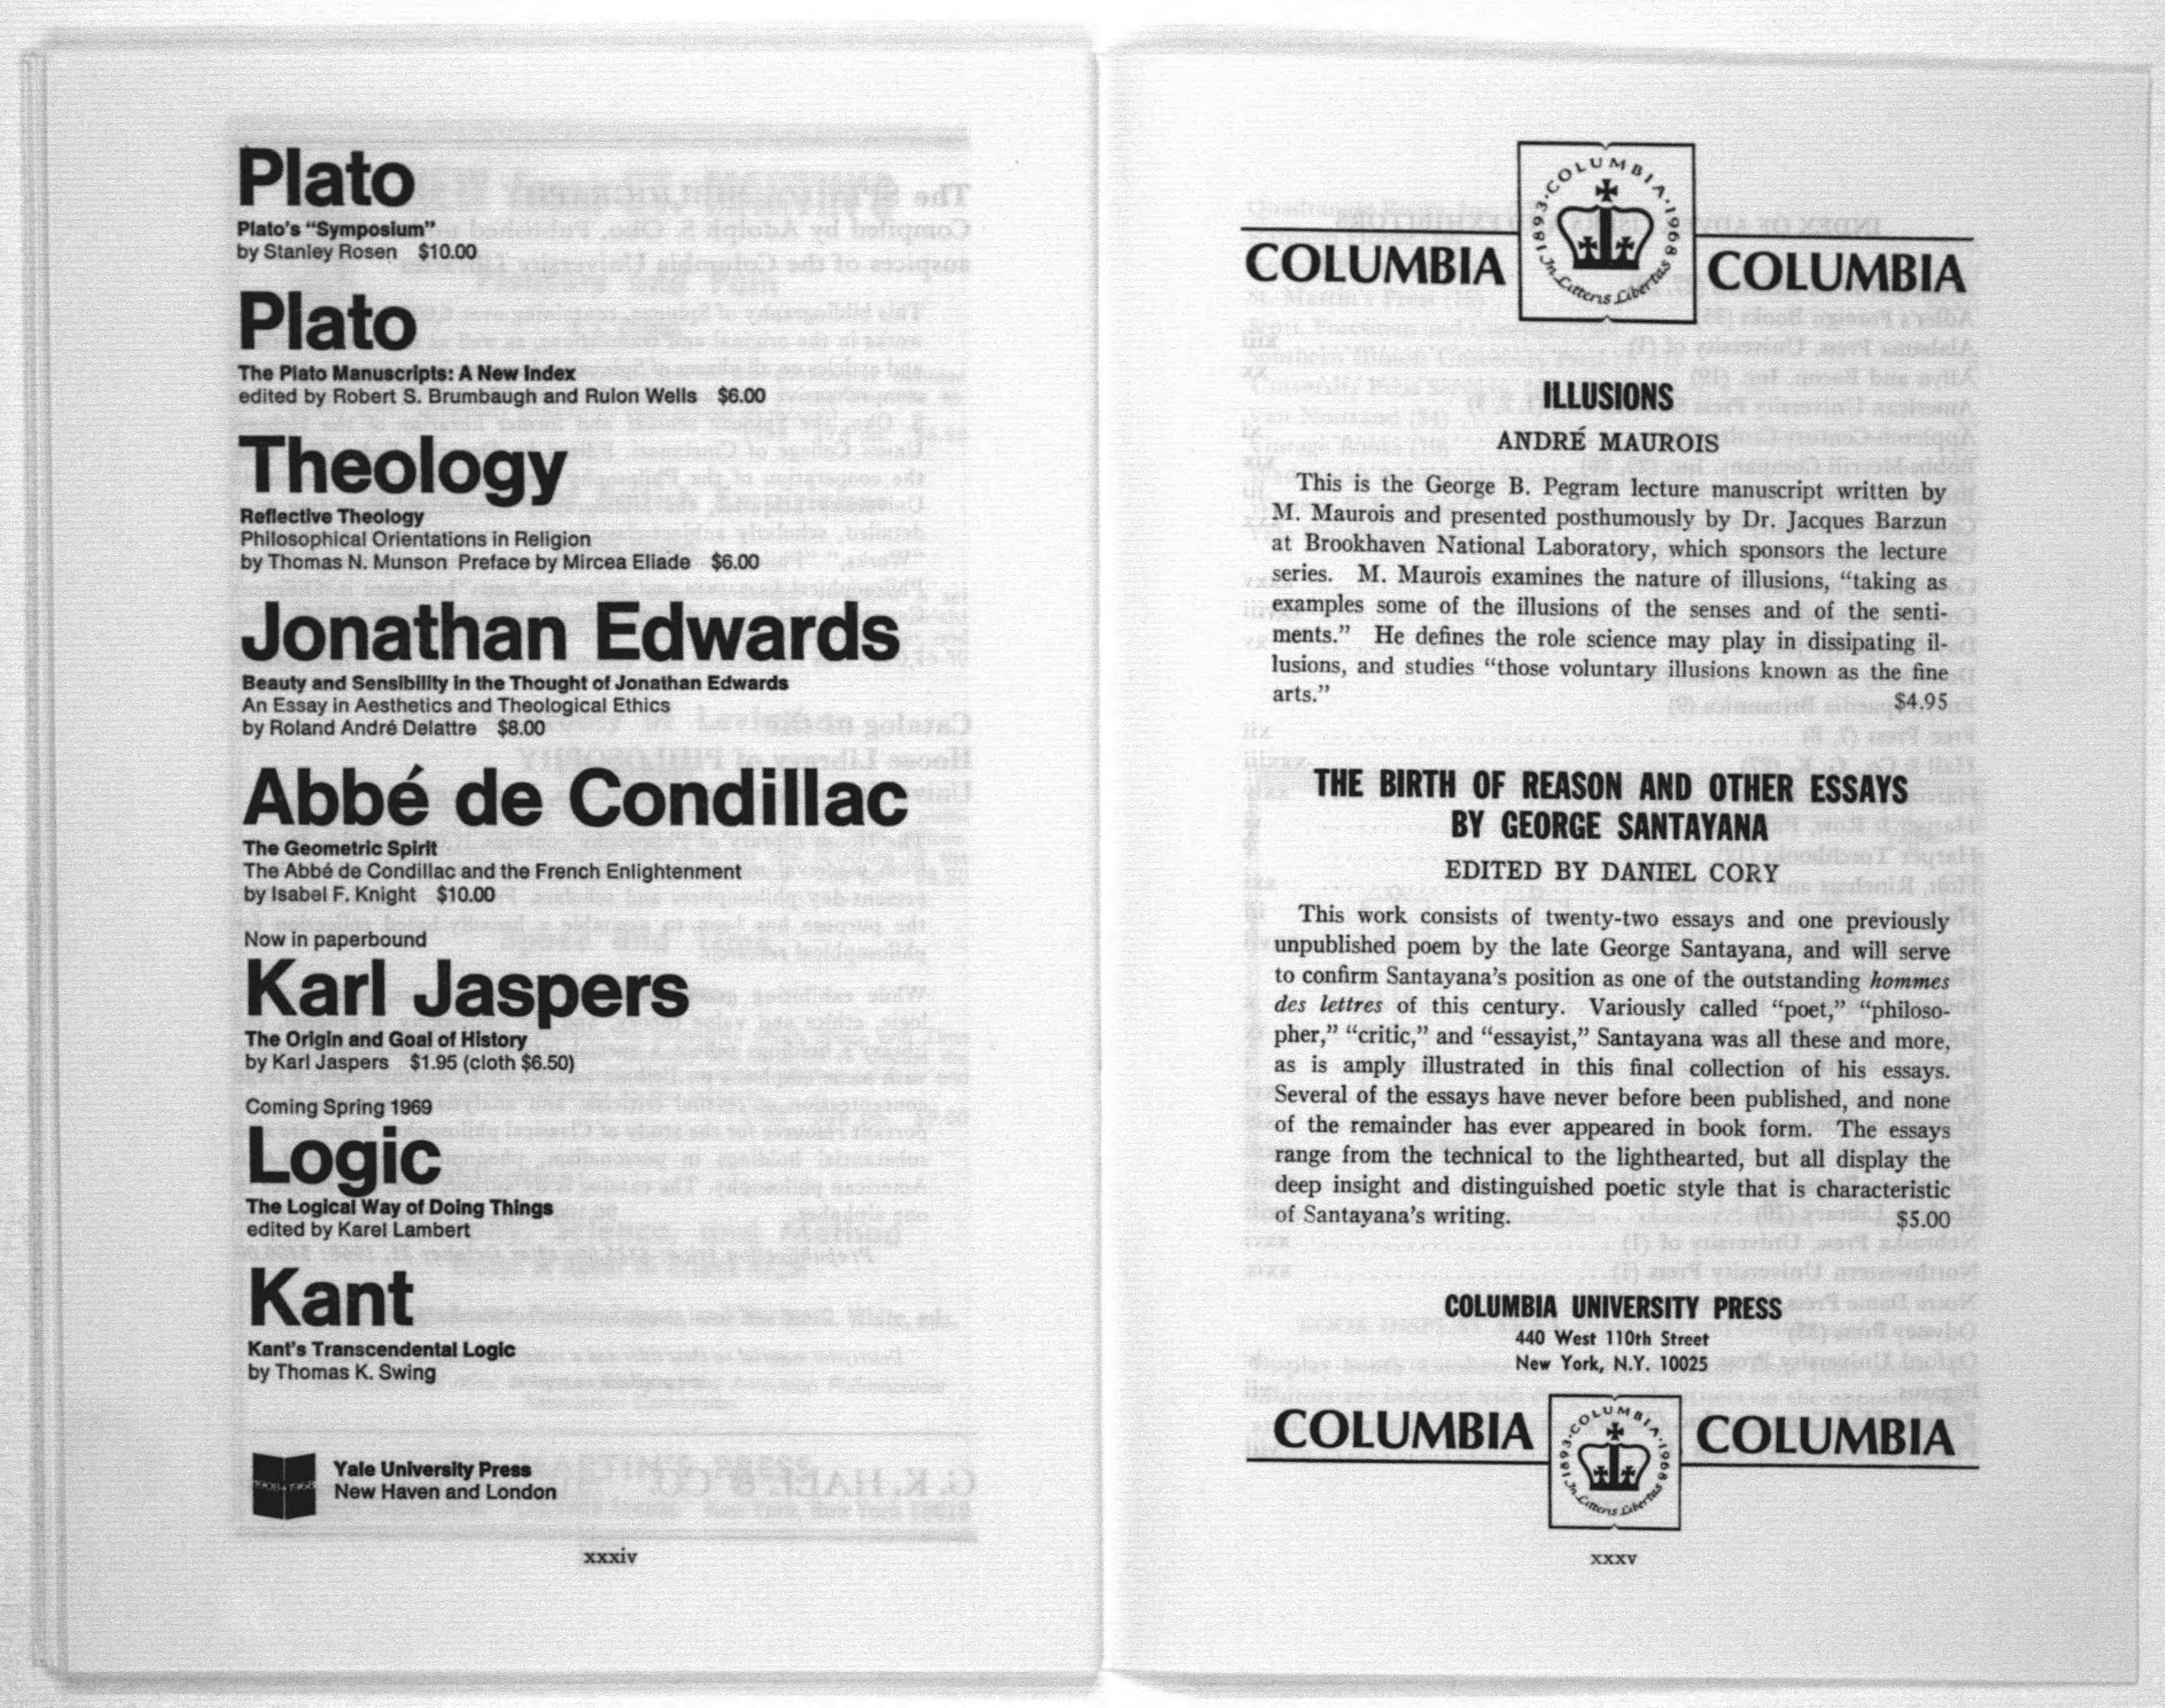 Plato
Plato's “Symposium”
by Stanley Rosen $10.00
Plato
The Plato Manuscripts: A New Index
edited by Robert S. Brumbaugh and Rulon Wells $6.00
Theology
Reflective Theology
Philosophical Orientations in Religion
by Thomas N. Munson Preface by Mircea Eliade $6.00
Jonathan Edwards
Beauty and Sensibility in the Thought of Jonathan Edwards
An Essay in Aesthetics and Theological Ethics
by Roland André Delattre $8.00
Abbé de Condillac
The Geometric Spirit
The Abbé de Condillac and the French Enlightenment
by Isabel F. Knight $10.00
Now in paperbound
Karl Jaspers
The Origin and Goal of History
by Karl Jaspers $1.95 (cloth $6.50)
Coming Spring 1969
Logic
The Logical Way of Doing Things
edited by Karel Lambert
Kant
Kant's Transcendental Logic
by Thomas K. Swing
1908-1968
Yale University Press
New Haven and London
xxxiv
COLUMBIA
1893·COLUMBIA·1968
In Litteris Libertas
COLUMBIA
ILLUSIONS
ANDRÉ MAUROIS
This is the George B. Pegram lecture manuscript written by
M. Maurois and presented posthumously by Dr. Jacques Barzun
at Brookhaven National Laboratory, which sponsors the lecture
series. M. Maurois examines the nature of illusions, “taking as
examples some of the illusions of the senses and of the senti-
ments.” He defines the role science may play in dissipating il-
lusions, and studies “those voluntary illusions known as the fine
arts.” $4.95
THE BIRTH OF REASON AND OTHER ESSAYS
BY GEORGE SANTAYANA
EDITED BY DANIEL CORY
This work consists of twenty-two essays and one previously
unpublished poem by the late George Santayana, and will serve
to confirm Santayana's position as one of the outstanding hommes
des lettres of this century. Variously called “poet,” “philoso-
pher,” “critic,” and “essayist,” Santayana was all these and more,
as is amply illustrated in this final collection of his essays.
Several of the essays have never before been published, and none
of the remainder has ever appeared in book form. The essays
range from the technical to the lighthearted, but all display the
deep insight and distinguished poetic style that is characteristic
of Santayana's writing. $5.00
COLUMBIA UNIVERSITY PRESS
440 West 110th Street
New York, N.Y. 10025
COLUMBIA
1893·COLUMBIA·1968
In Litteris Libertas
COLUMBIA
xxxv